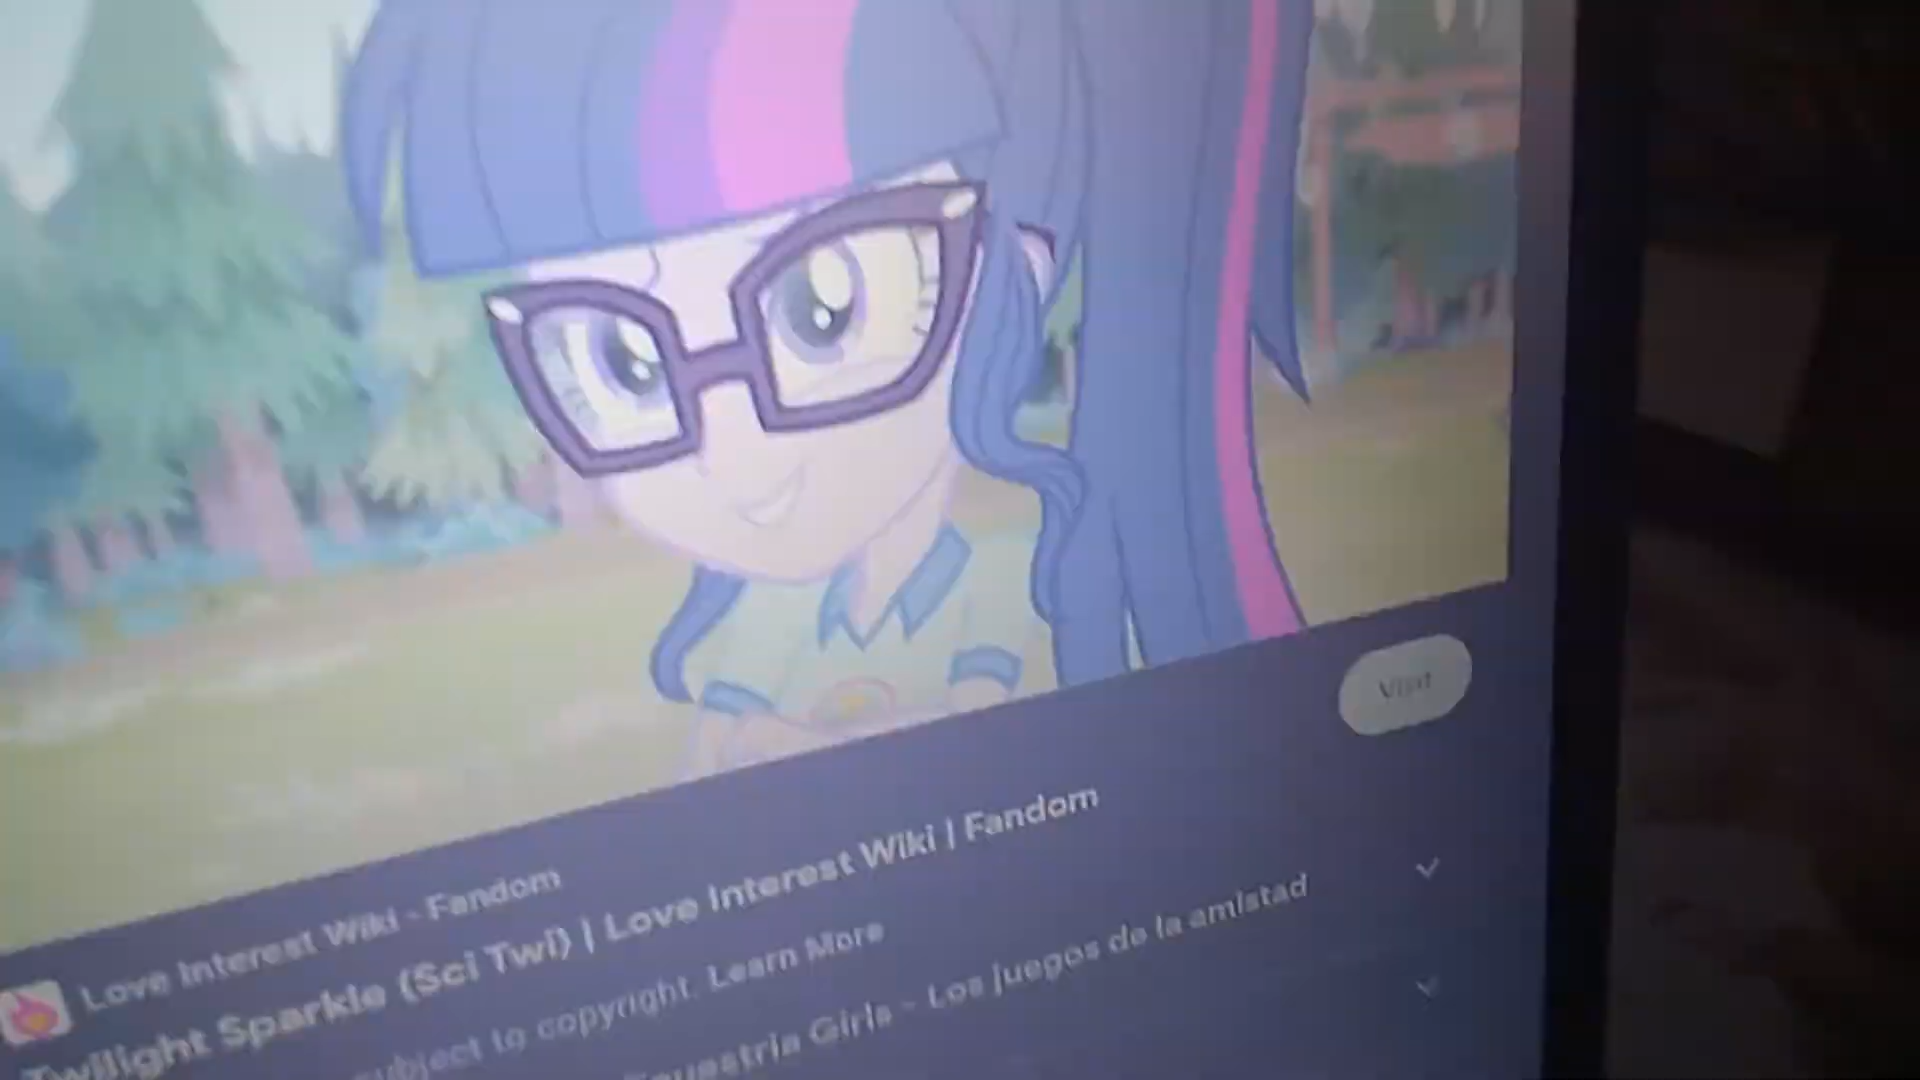 Visit
Love Interest Wiki - Fandom
Twilight Sparkle (Sci Twi) | Love Interest Wiki | Fandom
subject to copyright. Learn More
Equestria Girls - Los juegos de la amistad